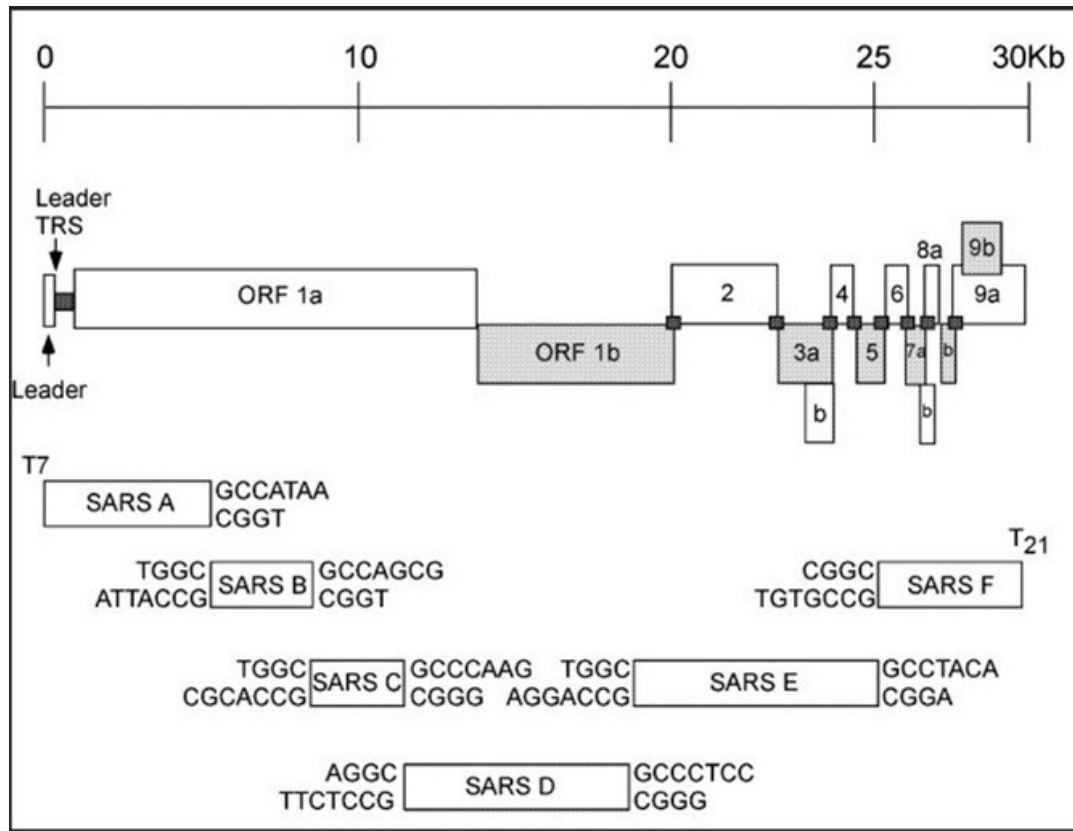 0 10 20 25 30Kb
Leader
TRS
8a
9b
ORF 1a 2 4 6 9a
ORF 1b 3a 5 7a b
Leader
b b
T7
SARS A GCCATAA
CGGT
T21
TGGC SARS B GCCAGCG
ATTACCG CGGT
CGGC SARS F
TGTGCCG
TGGC SARS C GCCCAAG
CGCACCG CGGG
TGGC SARS E GCCTACA
AGGACCG CGGA
AGGC SARS D GCCCTCC
TTCTCCG CGGG